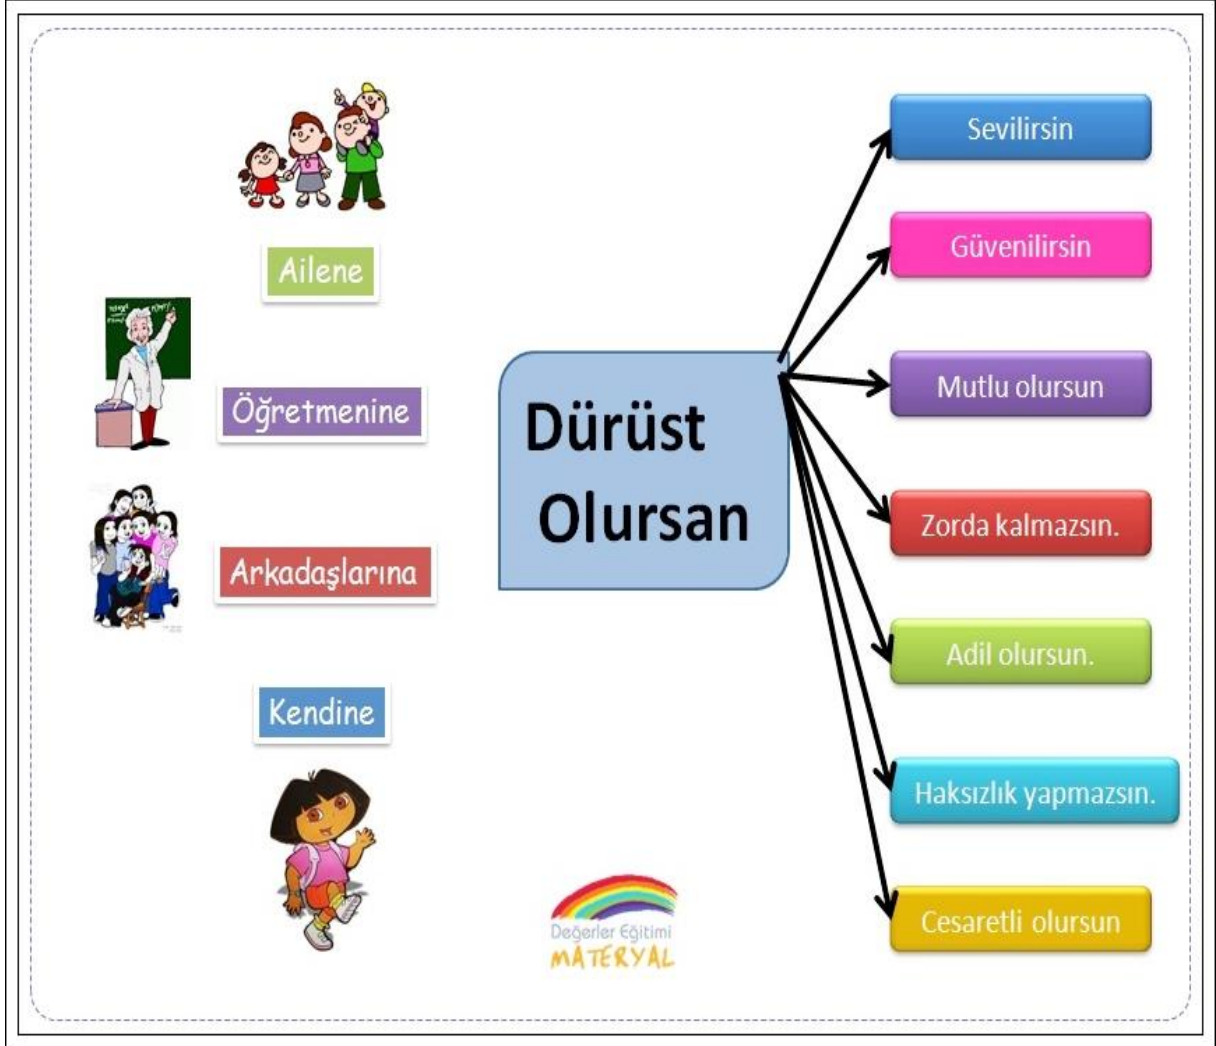 Ailene
Öğretmenine
Arkadaşlarına
Kendine
Dürüst
Olursan
Sevilirsin
Güvenilirsin
Mutlu olursun
Zorda kalmazsın.
Adil olursun.
Haksızlık yapmazsın.
Cesaretli olursun
Değerler Eğitimi
MATERYAL